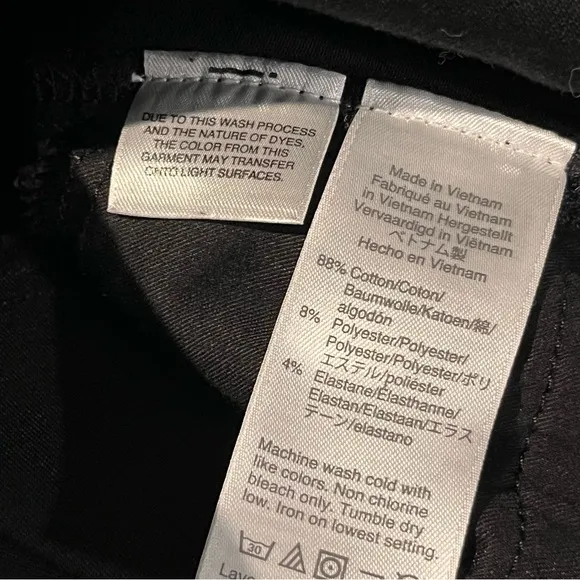 DUE TO THIS WASH PROCESS
AND THE NATURE OF DYES,
THE COLOR FROM THIS
GARMENT MAY TRANSFER
ONTO LIGHT SURFACES.
Made in Vietnam
Fabriqué au Vietnam
in Vietnam Hergestellt
Vervaardigd in Viëtnam
ベトナム製
Hecho en Vietnam
88% Cotton/Coton/
Baumwolle/Katoen/綿/
algodón
8% Polyester/Polyester/
Polyester/Polyester/ポリ
エステル/poliéster
4% Elastane/Élasthanne/
Elastan/Elastaan/エラス
テーン/elastano
Machine wash cold with
like colors. Non chlorine
bleach only. Tumble dry
low. Iron on lowest setting.
30